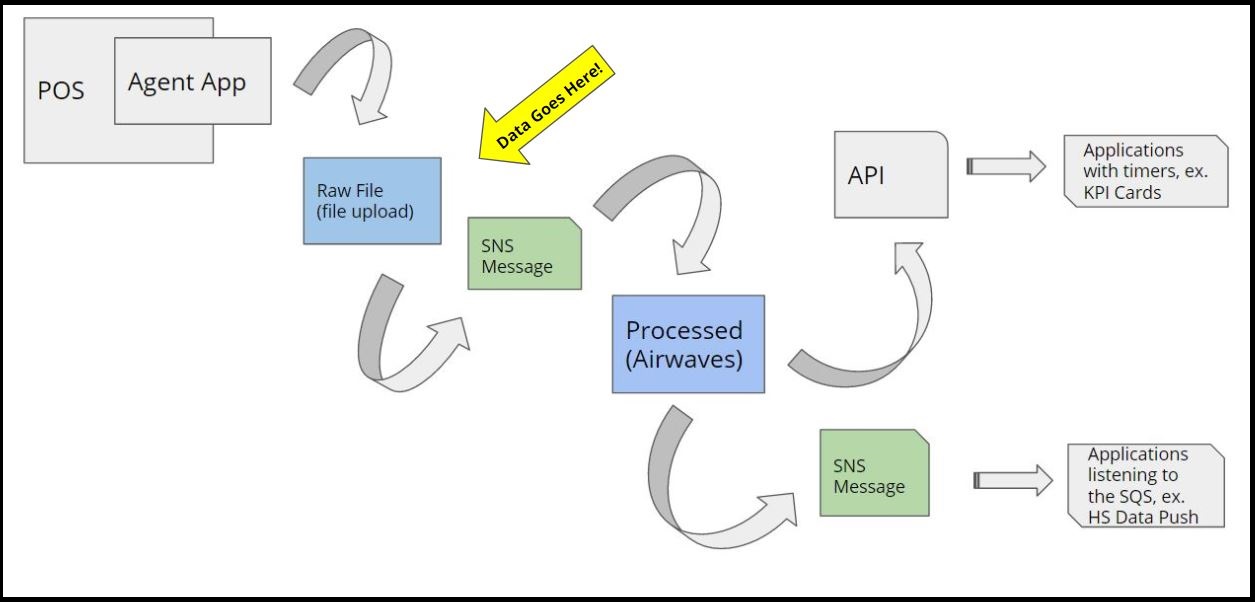 POS
Agent App
Data Goes Here!
Raw File
(file upload)
SNS
Message
Processed
(Airwaves)
API
Applications
with timers, ex.
KPI Cards
SNS
Message
Applications
listening to
the SQS, ex.
HS Data Push